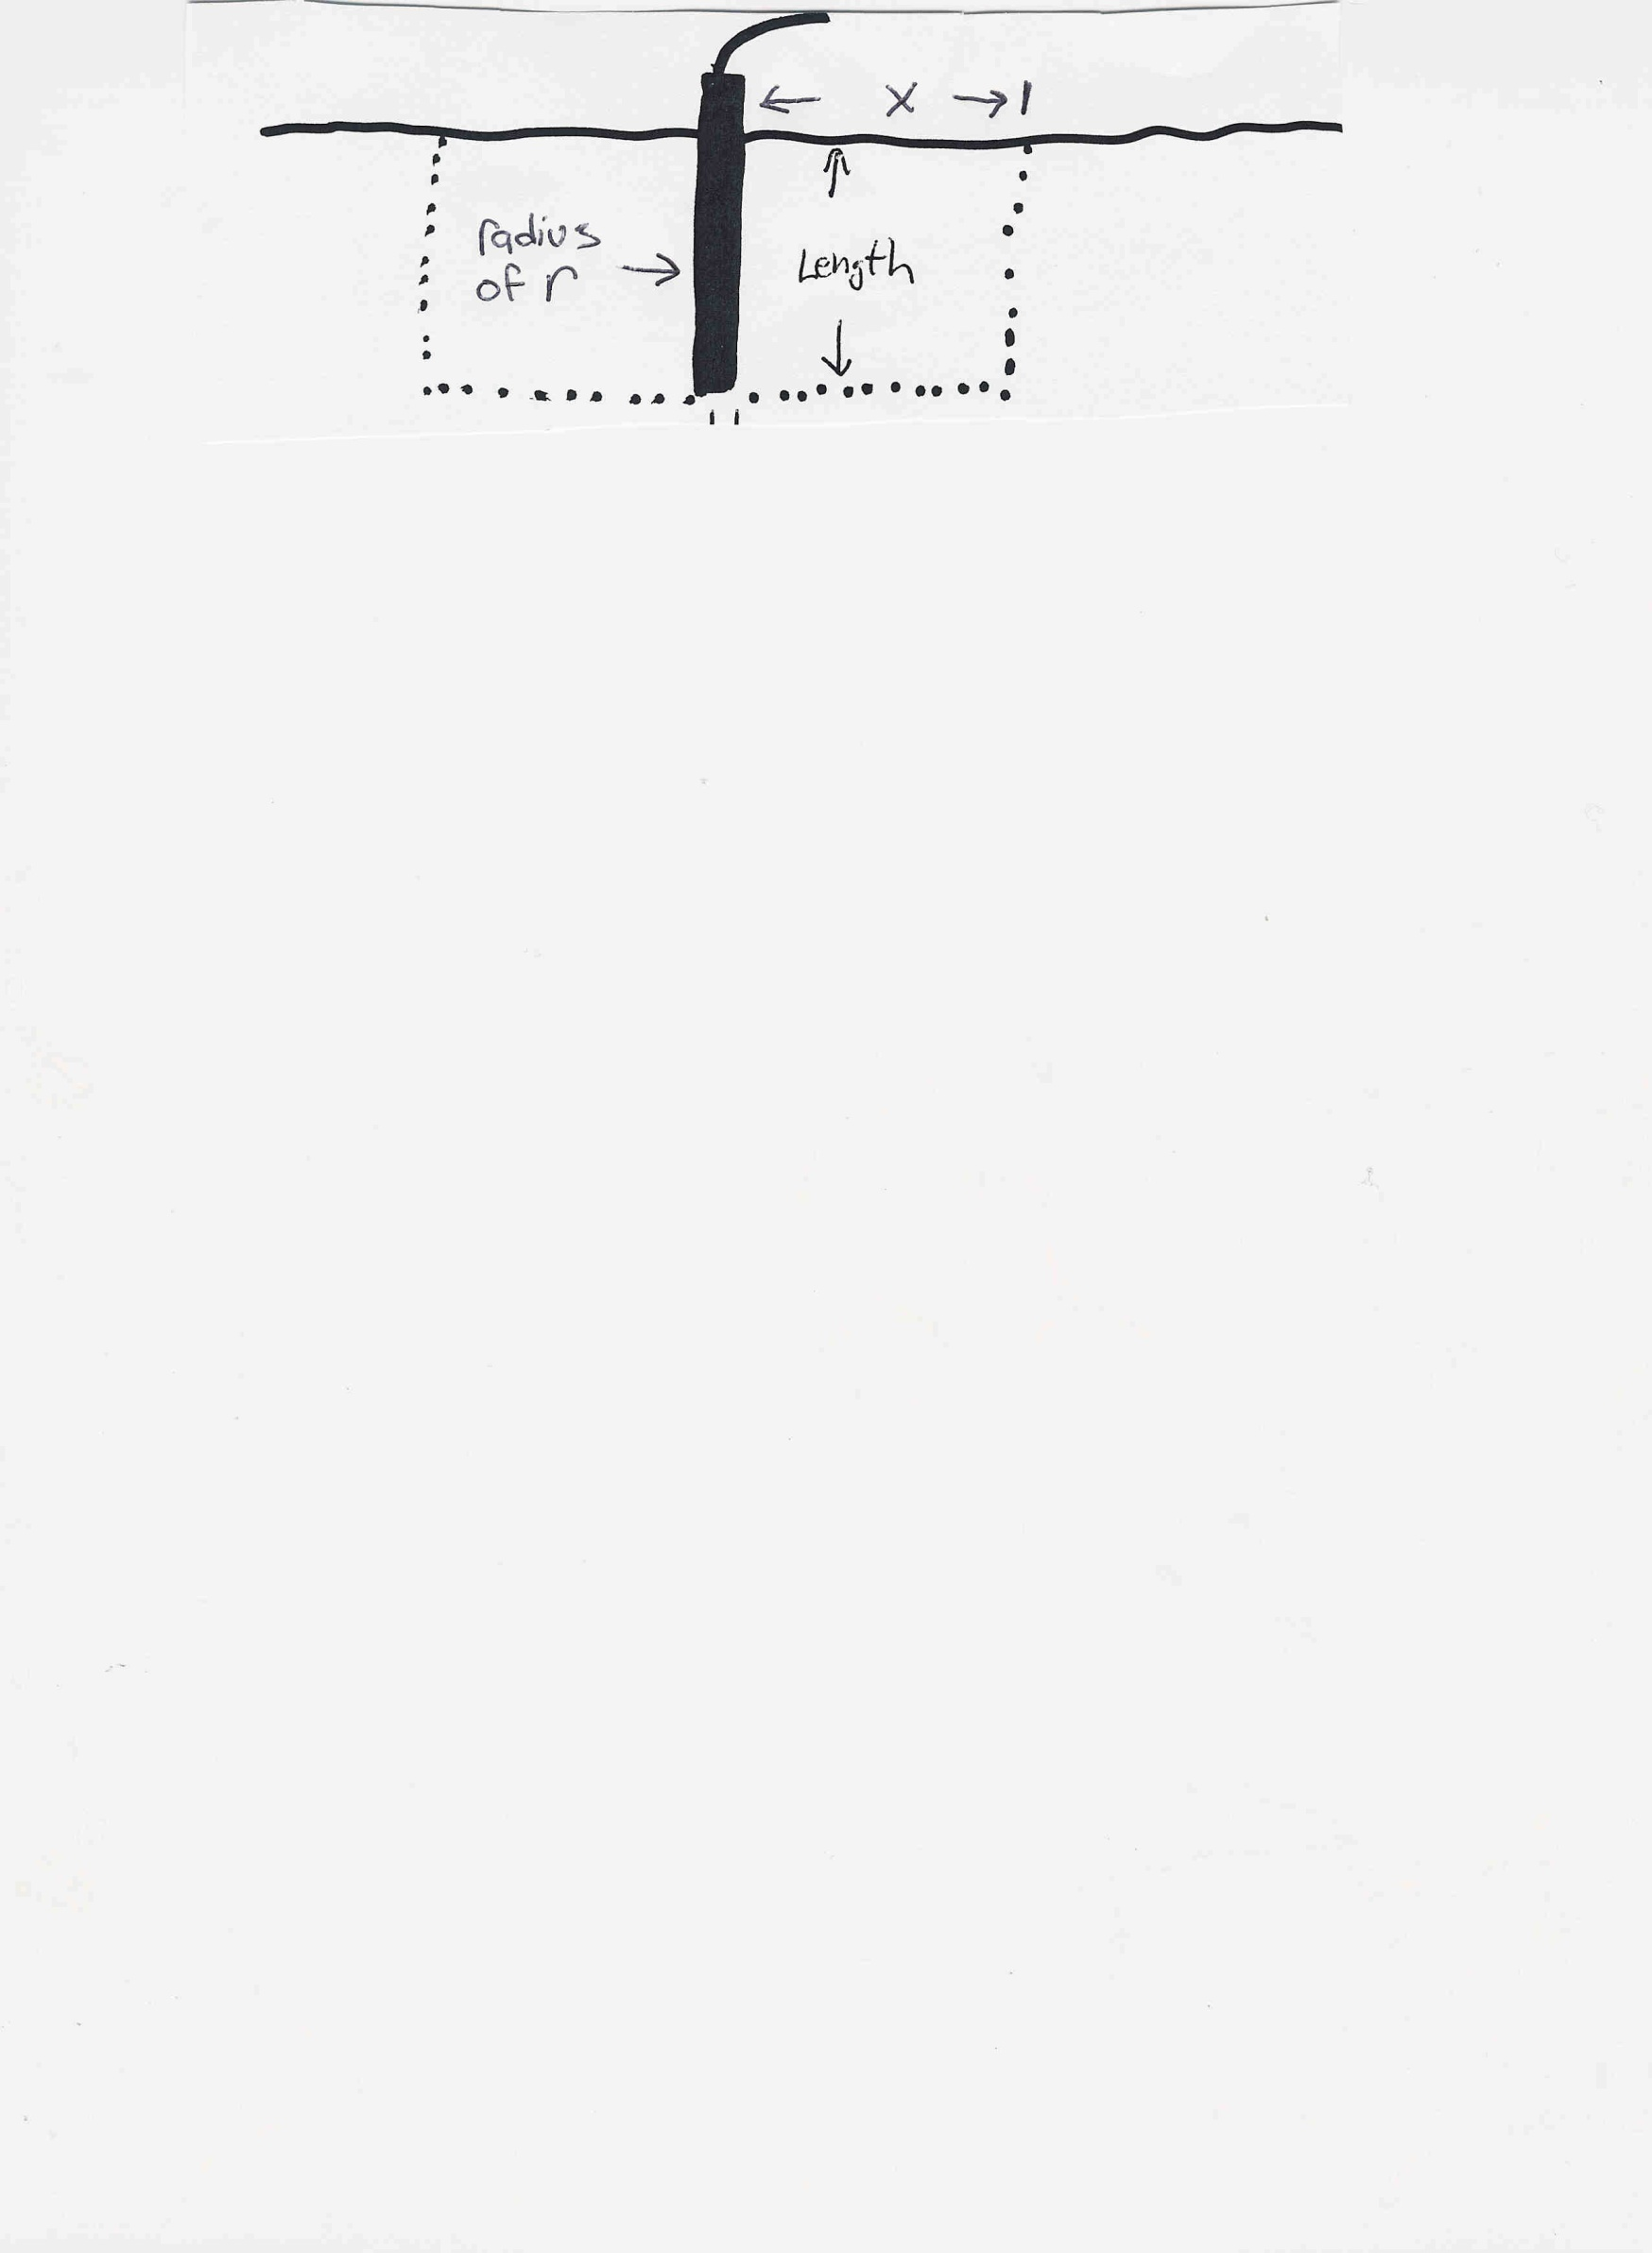 ← X →|
radius
of r →
Length